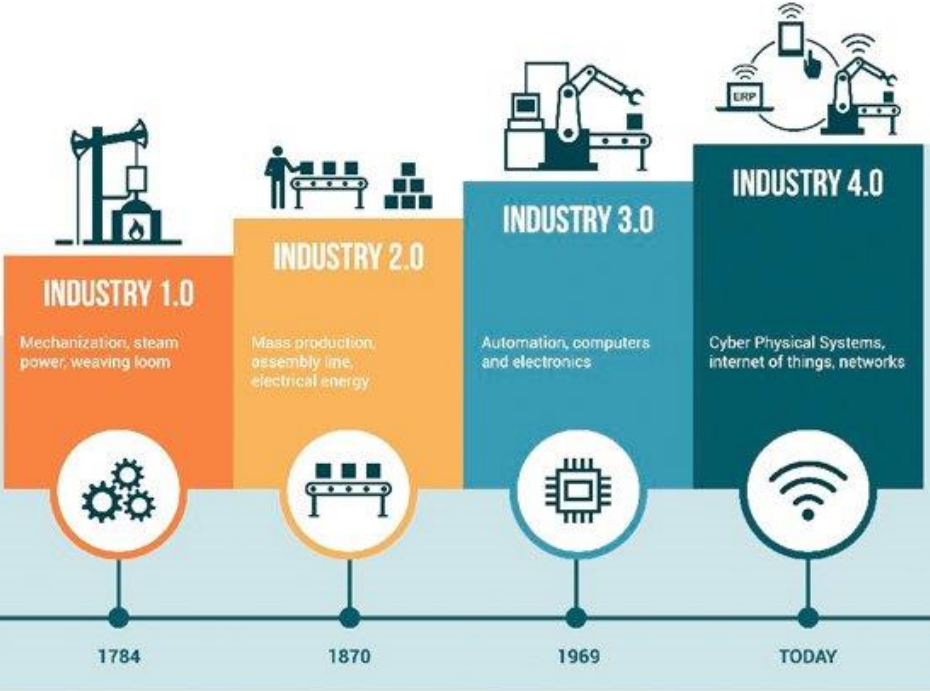 ERP
INDUSTRY 1.0
Mechanization, steam
power, weaving loom
INDUSTRY 2.0
Mass production,
assembly line,
electrical energy
INDUSTRY 3.0
Automation, computers
and electronics
INDUSTRY 4.0
Cyber Physical Systems,
internet of things, networks
1784
1870
1969
TODAY